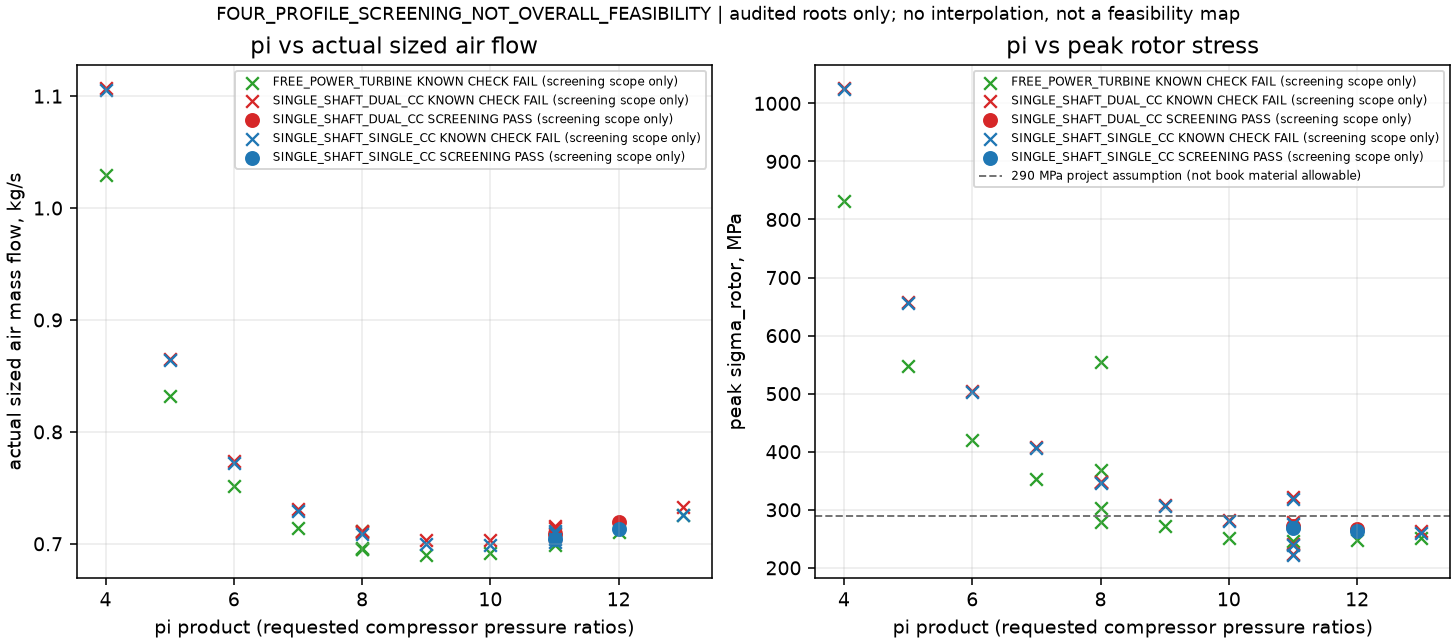 FOUR_PROFILE_SCREENING_NOT_OVERALL_FEASIBILITY | audited roots only; no interpolation, not a feasibility map
pi vs actual sized air flow
actual sized air mass flow, kg/s
1.1
1.0
0.9
0.8
0.7
FREE_POWER_TURBINE KNOWN CHECK FAIL (screening scope only)
SINGLE_SHAFT_DUAL_CC KNOWN CHECK FAIL (screening scope only)
SINGLE_SHAFT_DUAL_CC SCREENING PASS (screening scope only)
SINGLE_SHAFT_SINGLE_CC KNOWN CHECK FAIL (screening scope only)
SINGLE_SHAFT_SINGLE_CC SCREENING PASS (screening scope only)
4 6 8 10 12
pi product (requested compressor pressure ratios)
pi vs peak rotor stress
peak sigma_rotor, MPa
1000
900
800
700
600
500
400
300
200
FREE_POWER_TURBINE KNOWN CHECK FAIL (screening scope only)
SINGLE_SHAFT_DUAL_CC KNOWN CHECK FAIL (screening scope only)
SINGLE_SHAFT_DUAL_CC SCREENING PASS (screening scope only)
SINGLE_SHAFT_SINGLE_CC KNOWN CHECK FAIL (screening scope only)
SINGLE_SHAFT_SINGLE_CC SCREENING PASS (screening scope only)
290 MPa project assumption (not book material allowable)
4 6 8 10 12
pi product (requested compressor pressure ratios)